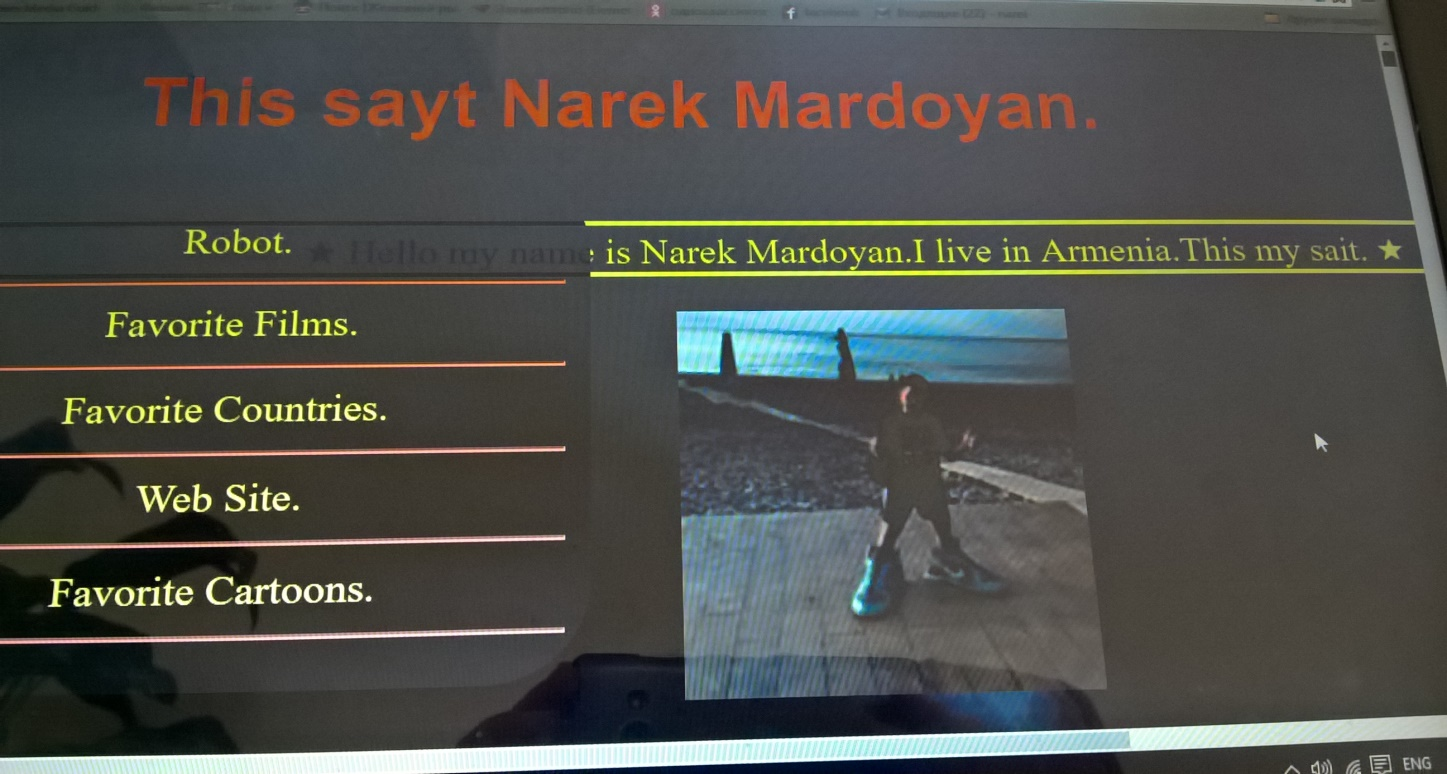 This sayt Narek Mardoyan.
★ Hello my name is Narek Mardoyan.I live in Armenia.This my sait. ★
Robot.
Favorite Films.
Favorite Countries.
Web Site.
Favorite Cartoons.
ENG